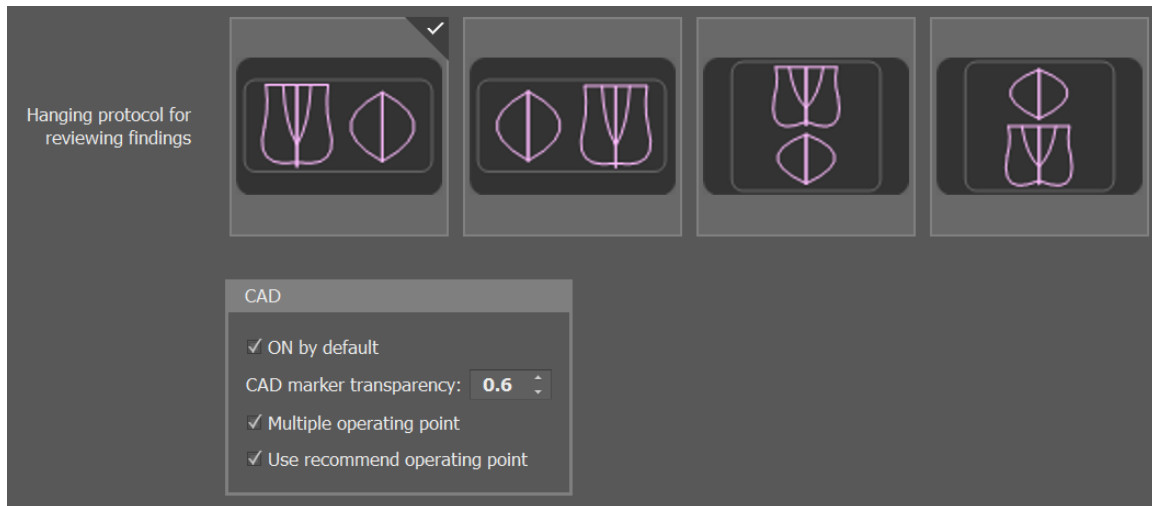 Hanging protocol for
reviewing findings
CAD
ON by default
CAD marker transparency: 0.6
Multiple operating point
Use recommend operating point